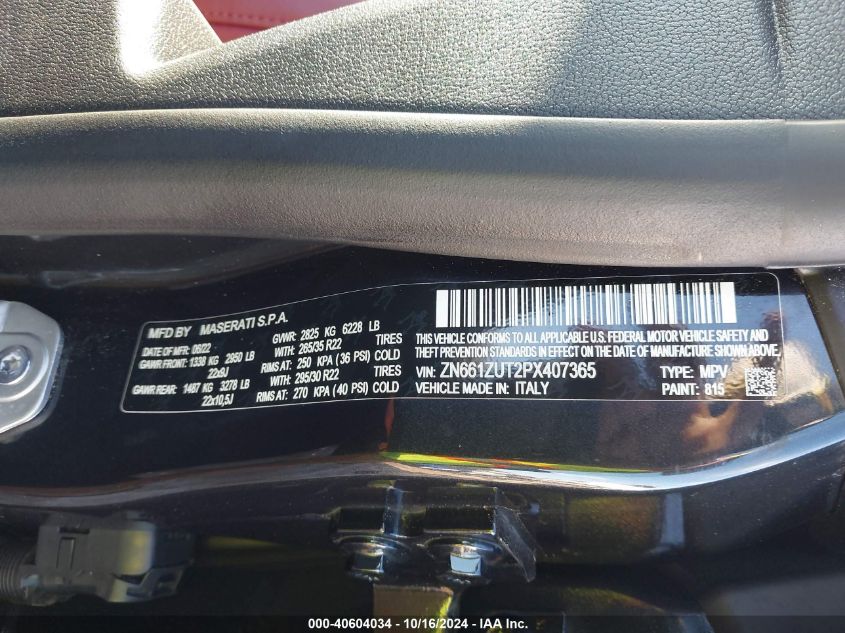 MFD BY MASERATI S.P.A.
DATE OF MFR: 06/22 GVWR: 2825 KG 6228 LB
GAWR FRONT: 1338 KG 2950 LB WITH: 265/35 R22 TIRES
22x9J RIMS AT: 250 KPA (36 PSI) COLD
GAWR REAR: 1487 KG 3278 LB WITH: 295/30 R22 TIRES
22x10,5J RIMS AT: 270 KPA (40 PSI) COLD
THIS VEHICLE CONFORMS TO ALL APPLICABLE U.S. FEDERAL MOTOR VEHICLE SAFETY AND
THEFT PREVENTION STANDARDS IN EFFECT ON THE DATE OF MANUFACTURE SHOWN ABOVE.
VIN: ZN661ZUT2PX407365 TYPE: MPV
VEHICLE MADE IN: ITALY PAINT: 815
000-40604034 - 10/16/2024 - IAA Inc.